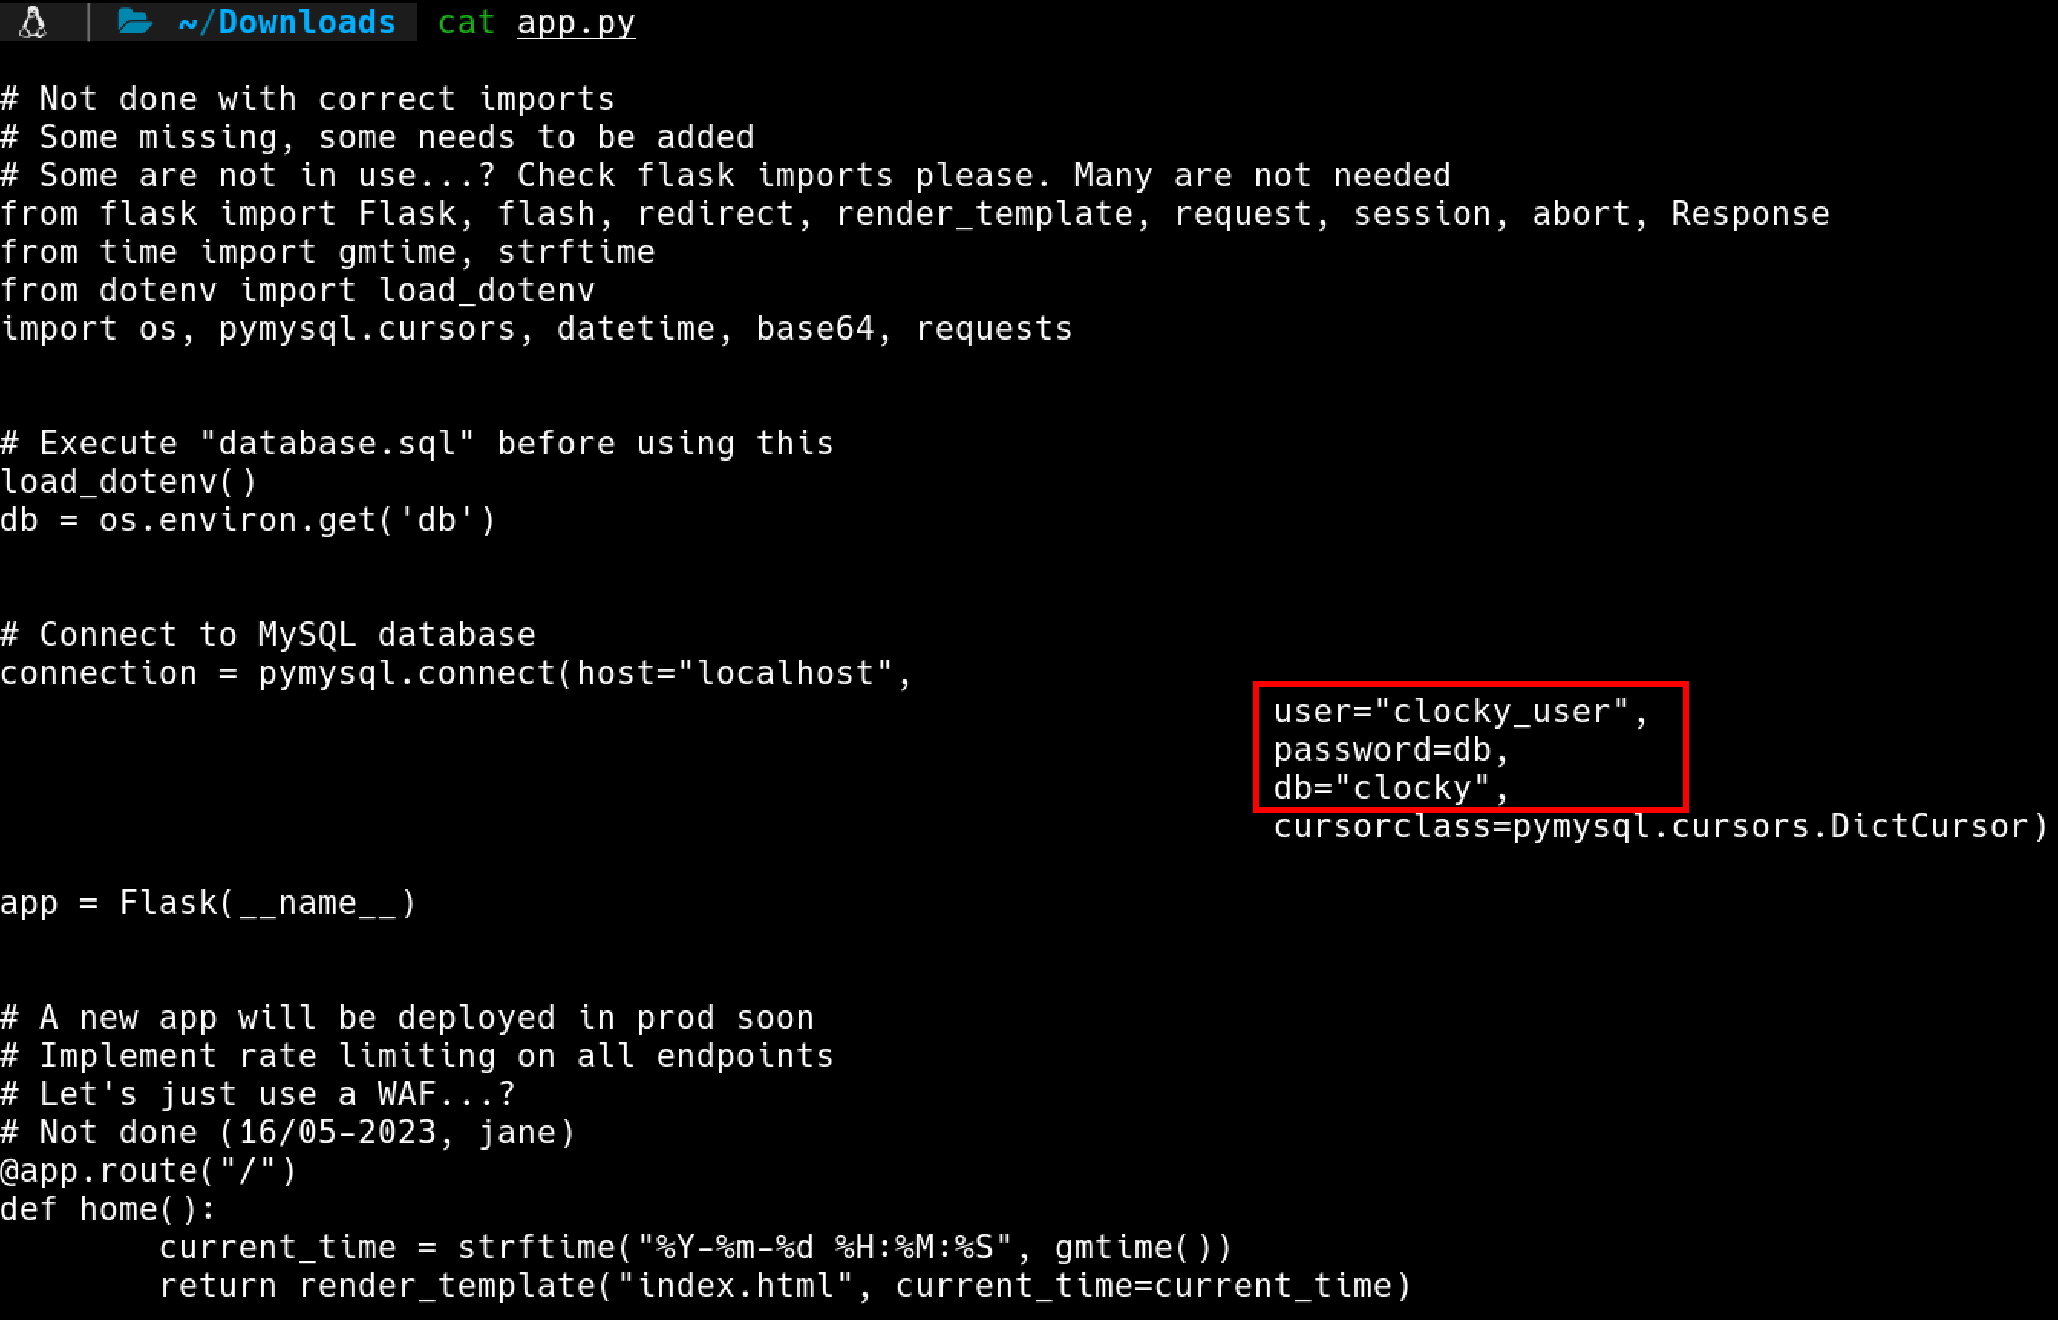 ~/Downloads cat app.py
# Not done with correct imports
# Some missing, some needs to be added
# Some are not in use...? Check flask imports please. Many are not needed
from flask import Flask, flash, redirect, render_template, request, session, abort, Response
from time import gmtime, strftime
from dotenv import load_dotenv
import os, pymysql.cursors, datetime, base64, requests
# Execute "database.sql" before using this
load_dotenv()
db = os.environ.get('db')
# Connect to MySQL database
connection = pymysql.connect(host="localhost",
user="clocky_user",
password=db,
db="clocky",
cursorclass=pymysql.cursors.DictCursor)
app = Flask(__name__)
# A new app will be deployed in prod soon
# Implement rate limiting on all endpoints
# Let's just use a WAF...?
# Not done (16/05-2023, jane)
@app.route("/")
def home():
current_time = strftime("%Y-%m-%d %H:%M:%S", gmtime())
return render_template("index.html", current_time=current_time)